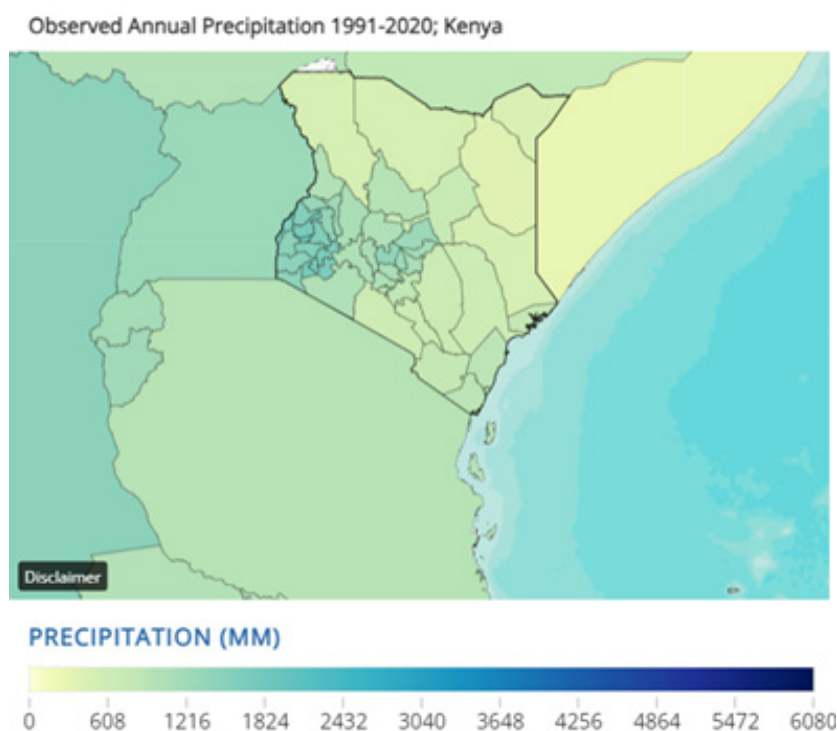 Observed Annual Precipitation 1991-2020; Kenya
Disclaimer
PRECIPITATION (MM)
0 608 1216 1824 2432 3040 3648 4256 4864 5472 6080